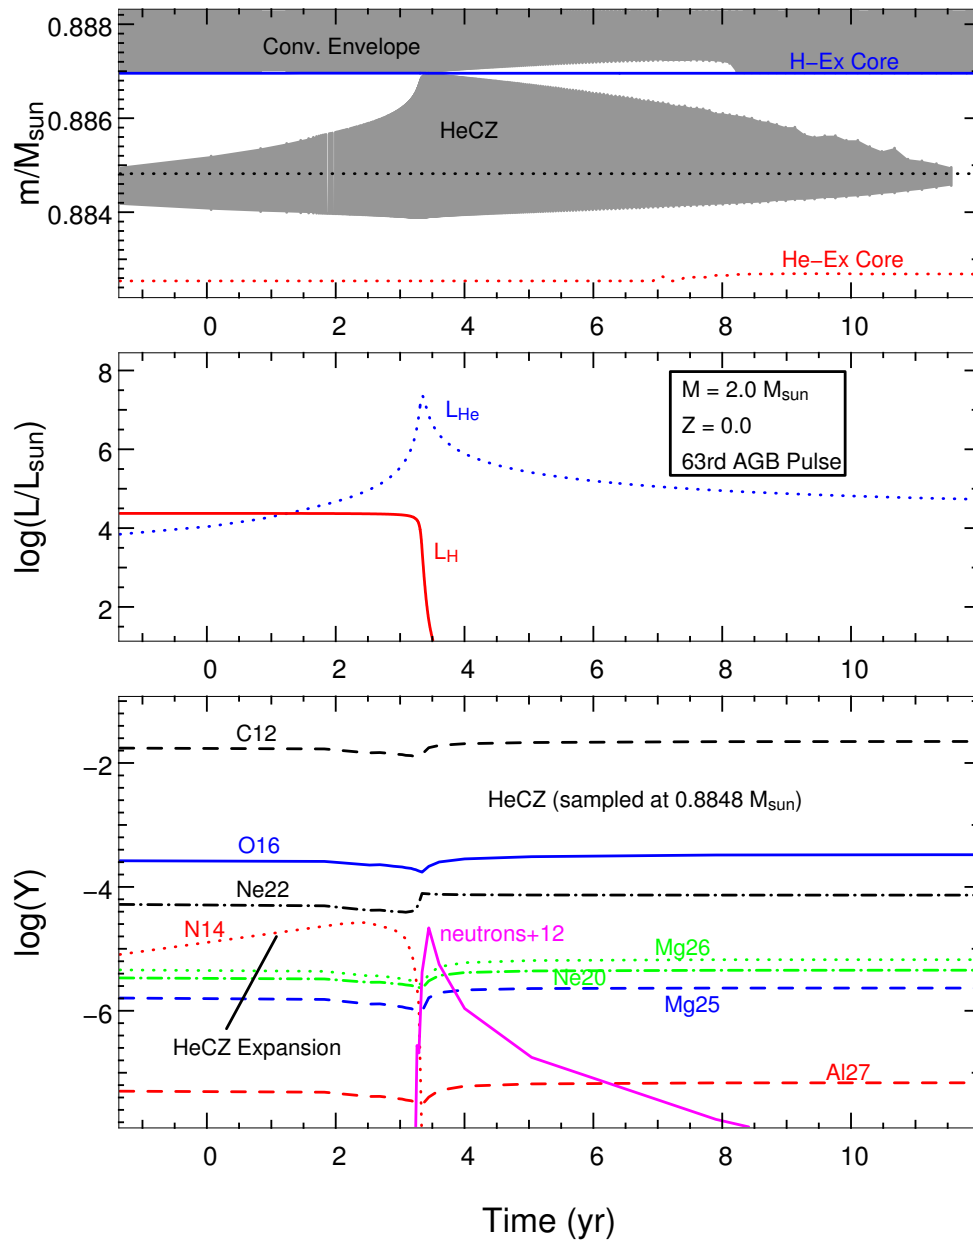 0.888
Conv. Envelope
H−Ex Core
0.886
HeCZ
m/Msun
0.884
He−Ex Core
0 2 4 6 8 10
8
M = 2.0 Msun
LHe
Z = 0.0
6
63rd AGB Pulse
log(L/Lsun)
4
LH
2
0 2 4 6 8 10
C12
−2
HeCZ (sampled at 0.8848 Msun)
O16
−4
Ne22
log(Y)
N14
neutrons+12
Mg26
Ne20
Mg25
−6
HeCZ Expansion
Al27
0 2 4 6 8 10
Time (yr)